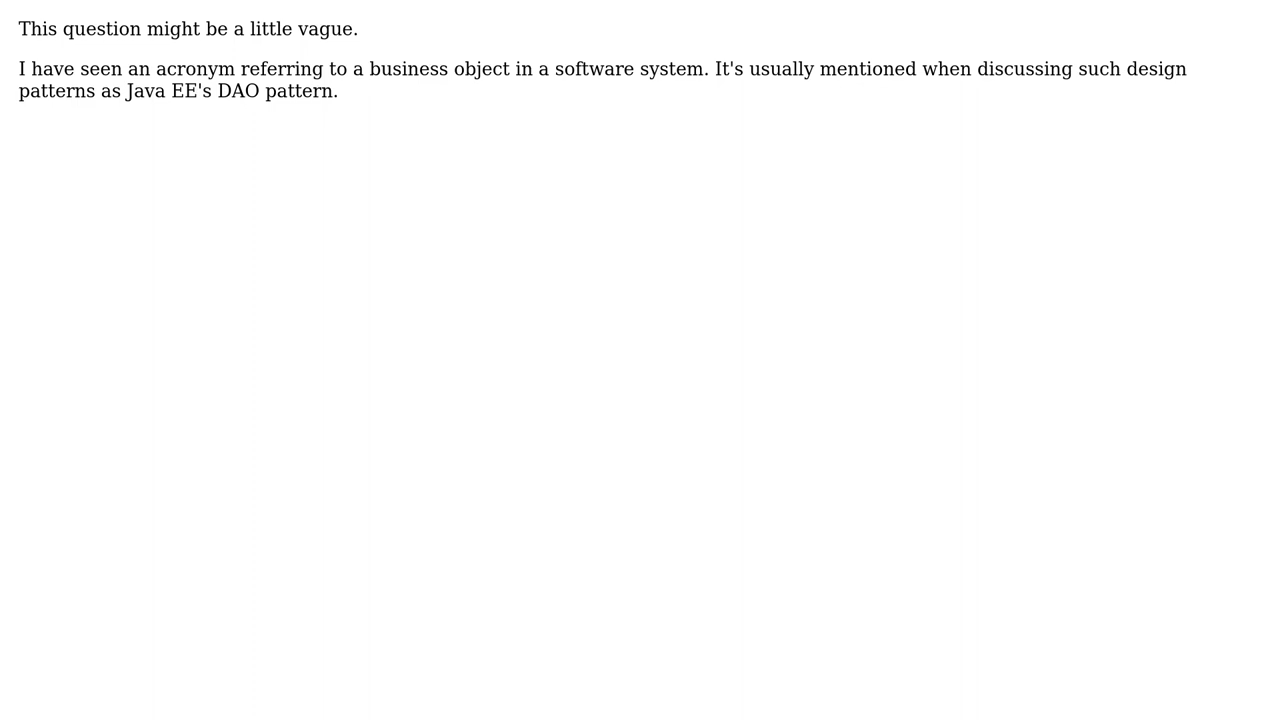 This question might be a little vague.
I have seen an acronym referring to a business object in a software system. It's usually mentioned when discussing such design
patterns as Java EE's DAO pattern.